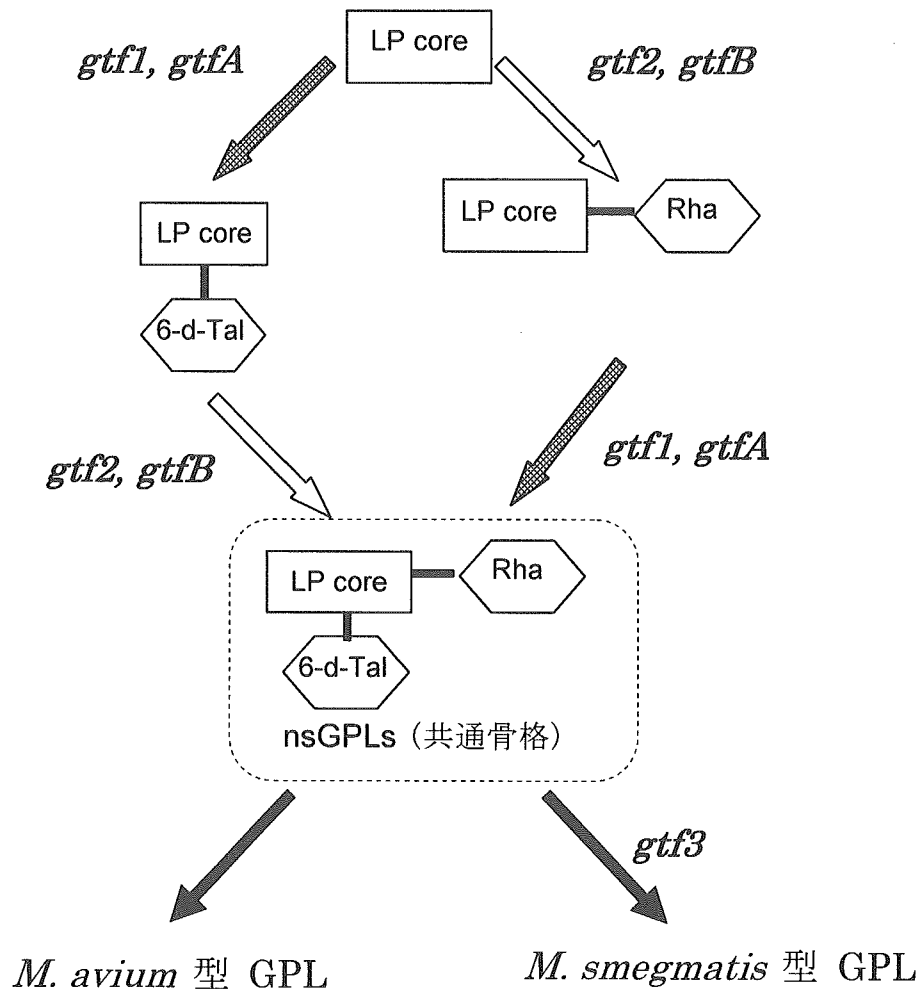 LP core
gtf1, gtfA
gtf2, gtfB
LP core
Rha
LP core
6-d-Tal
gtf2, gtfB
gtf1, gtfA
LP core
Rha
6-d-Tal
nsGPLs (共通骨格)
gtf3
M. avium 型 GPL
M. smegmatis 型 GPL